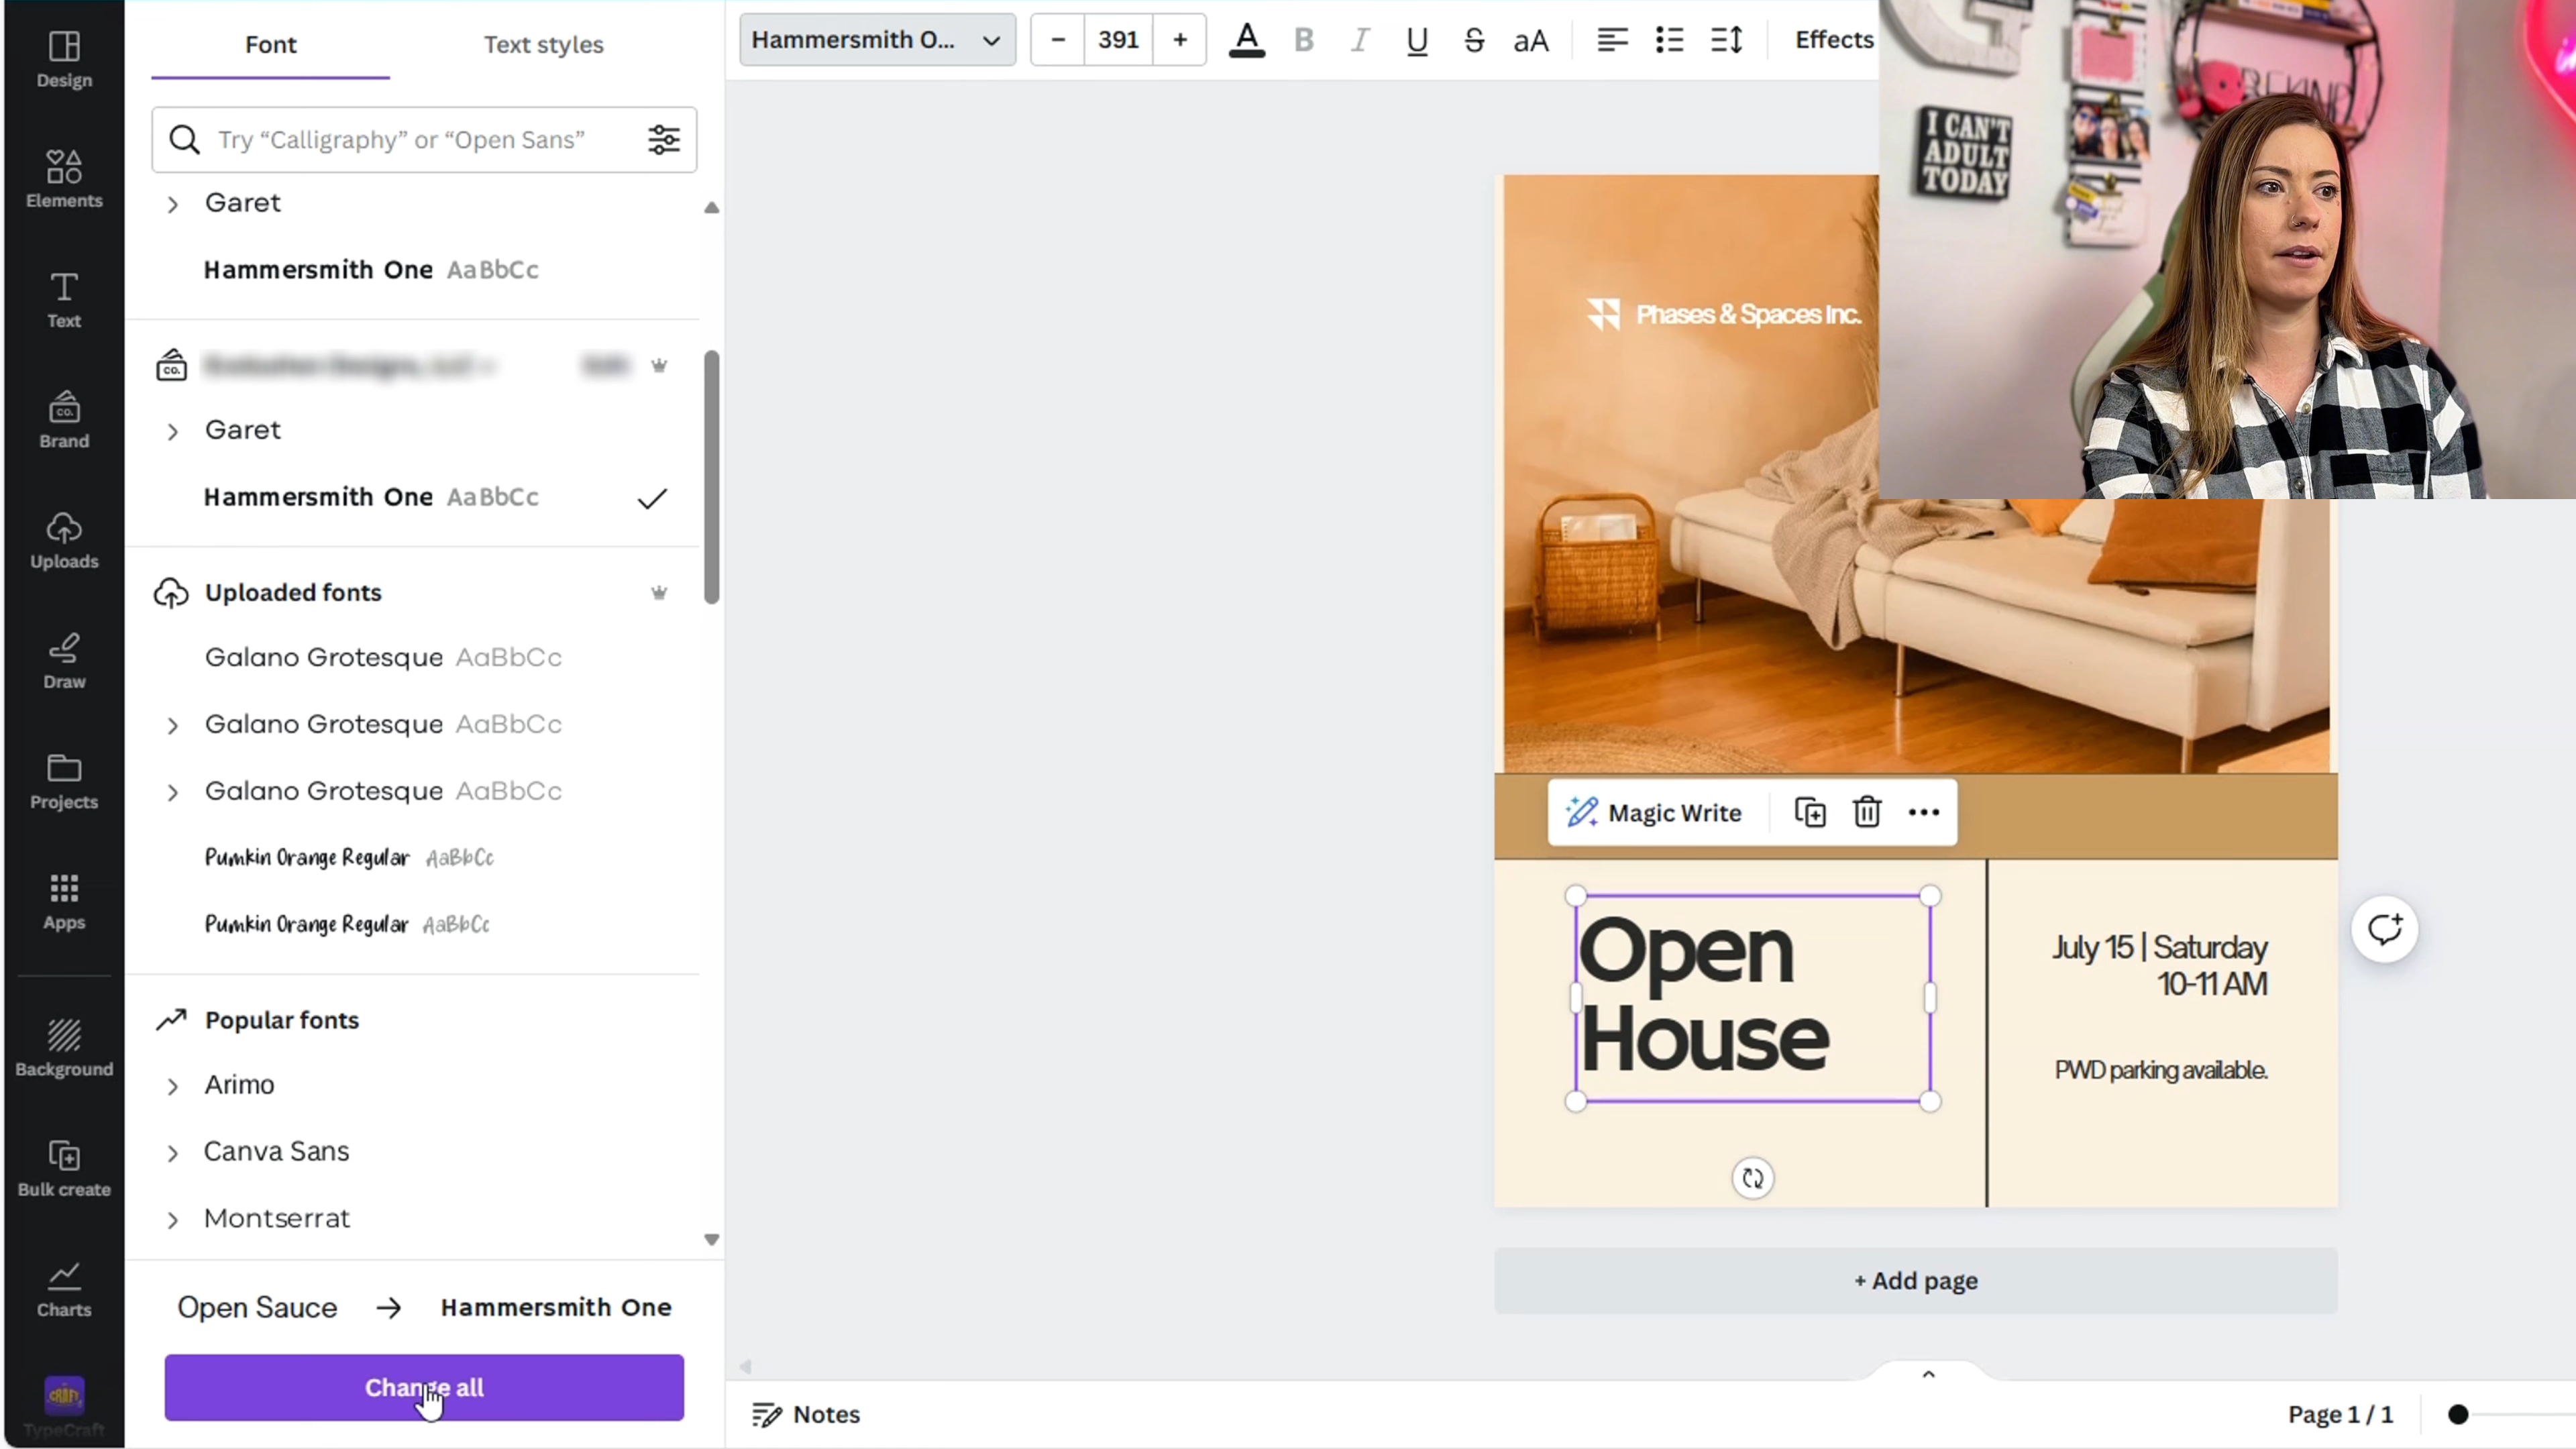 Design
Elements
Text
Brand
Uploads
Draw
Projects
Apps
Background
Bulk create
Charts
CRAFT
TypeCraft
Font
Text styles
Try “Calligraphy” or “Open Sans”
Garet
Hammersmith One AaBbCc
CO.
Garet
Hammersmith One AaBbCc
Uploaded fonts
Galano Grotesque AaBbCc
Galano Grotesque AaBbCc
Galano Grotesque AaBbCc
Pumkin Orange Regular AaBbCc
Pumkin Orange Regular AaBbCc
Popular fonts
Arimo
Canva Sans
Montserrat
Open Sauce → Hammersmith One
Change all
Hammersmith O...
− 391 +
A B I U S aA
Effects
I CAN'T
ADULT
TODAY
Phases & Spaces Inc.
Magic Write
Open
House
July 15 | Saturday
10-11 AM
PWD parking available.
+ Add page
Notes
Page 1 / 1